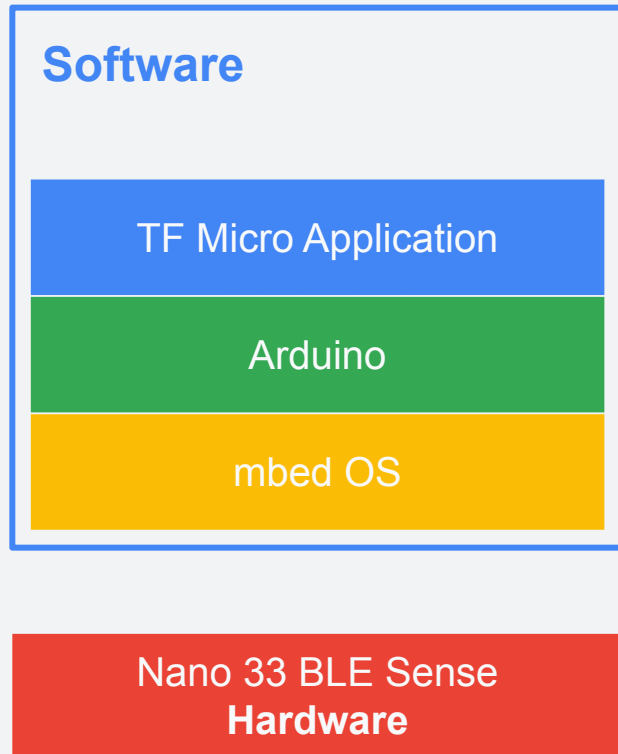 Software
TF Micro Application
Arduino
mbed OS
Nano 33 BLE Sense
Hardware